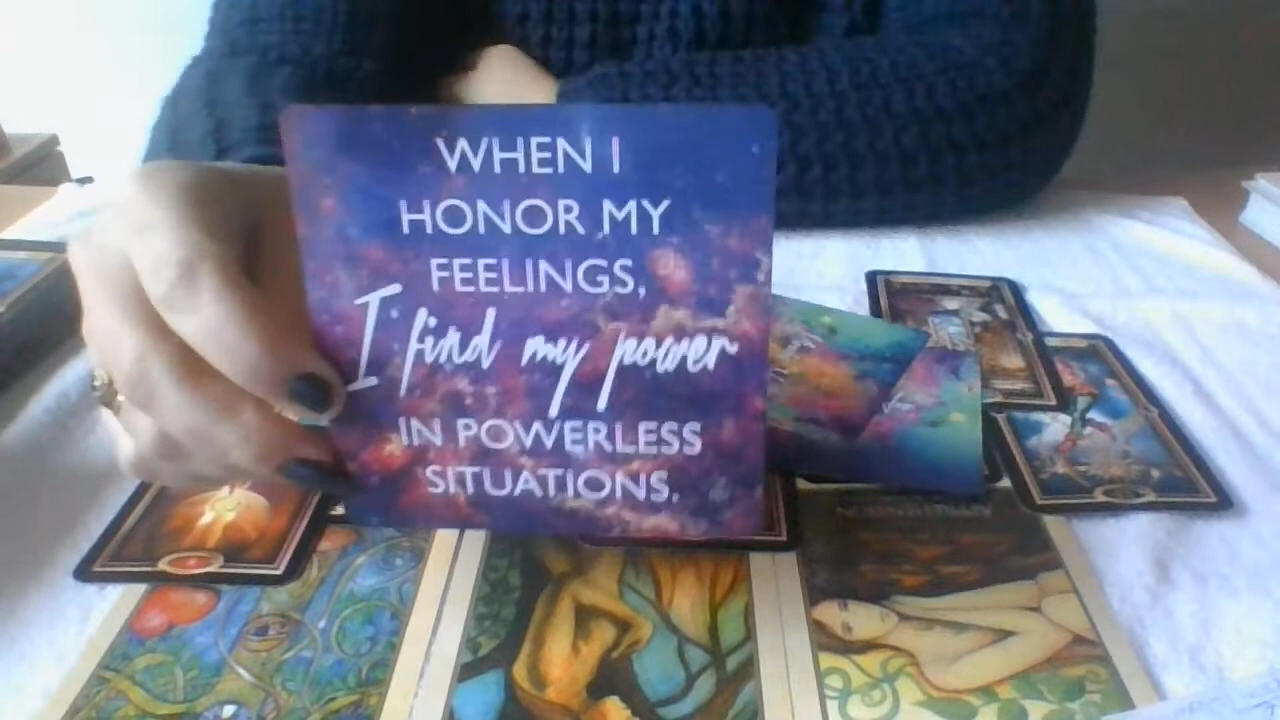 WHEN I
HONOR MY
FEELINGS,
I find my power
IN POWERLESS
SITUATIONS.